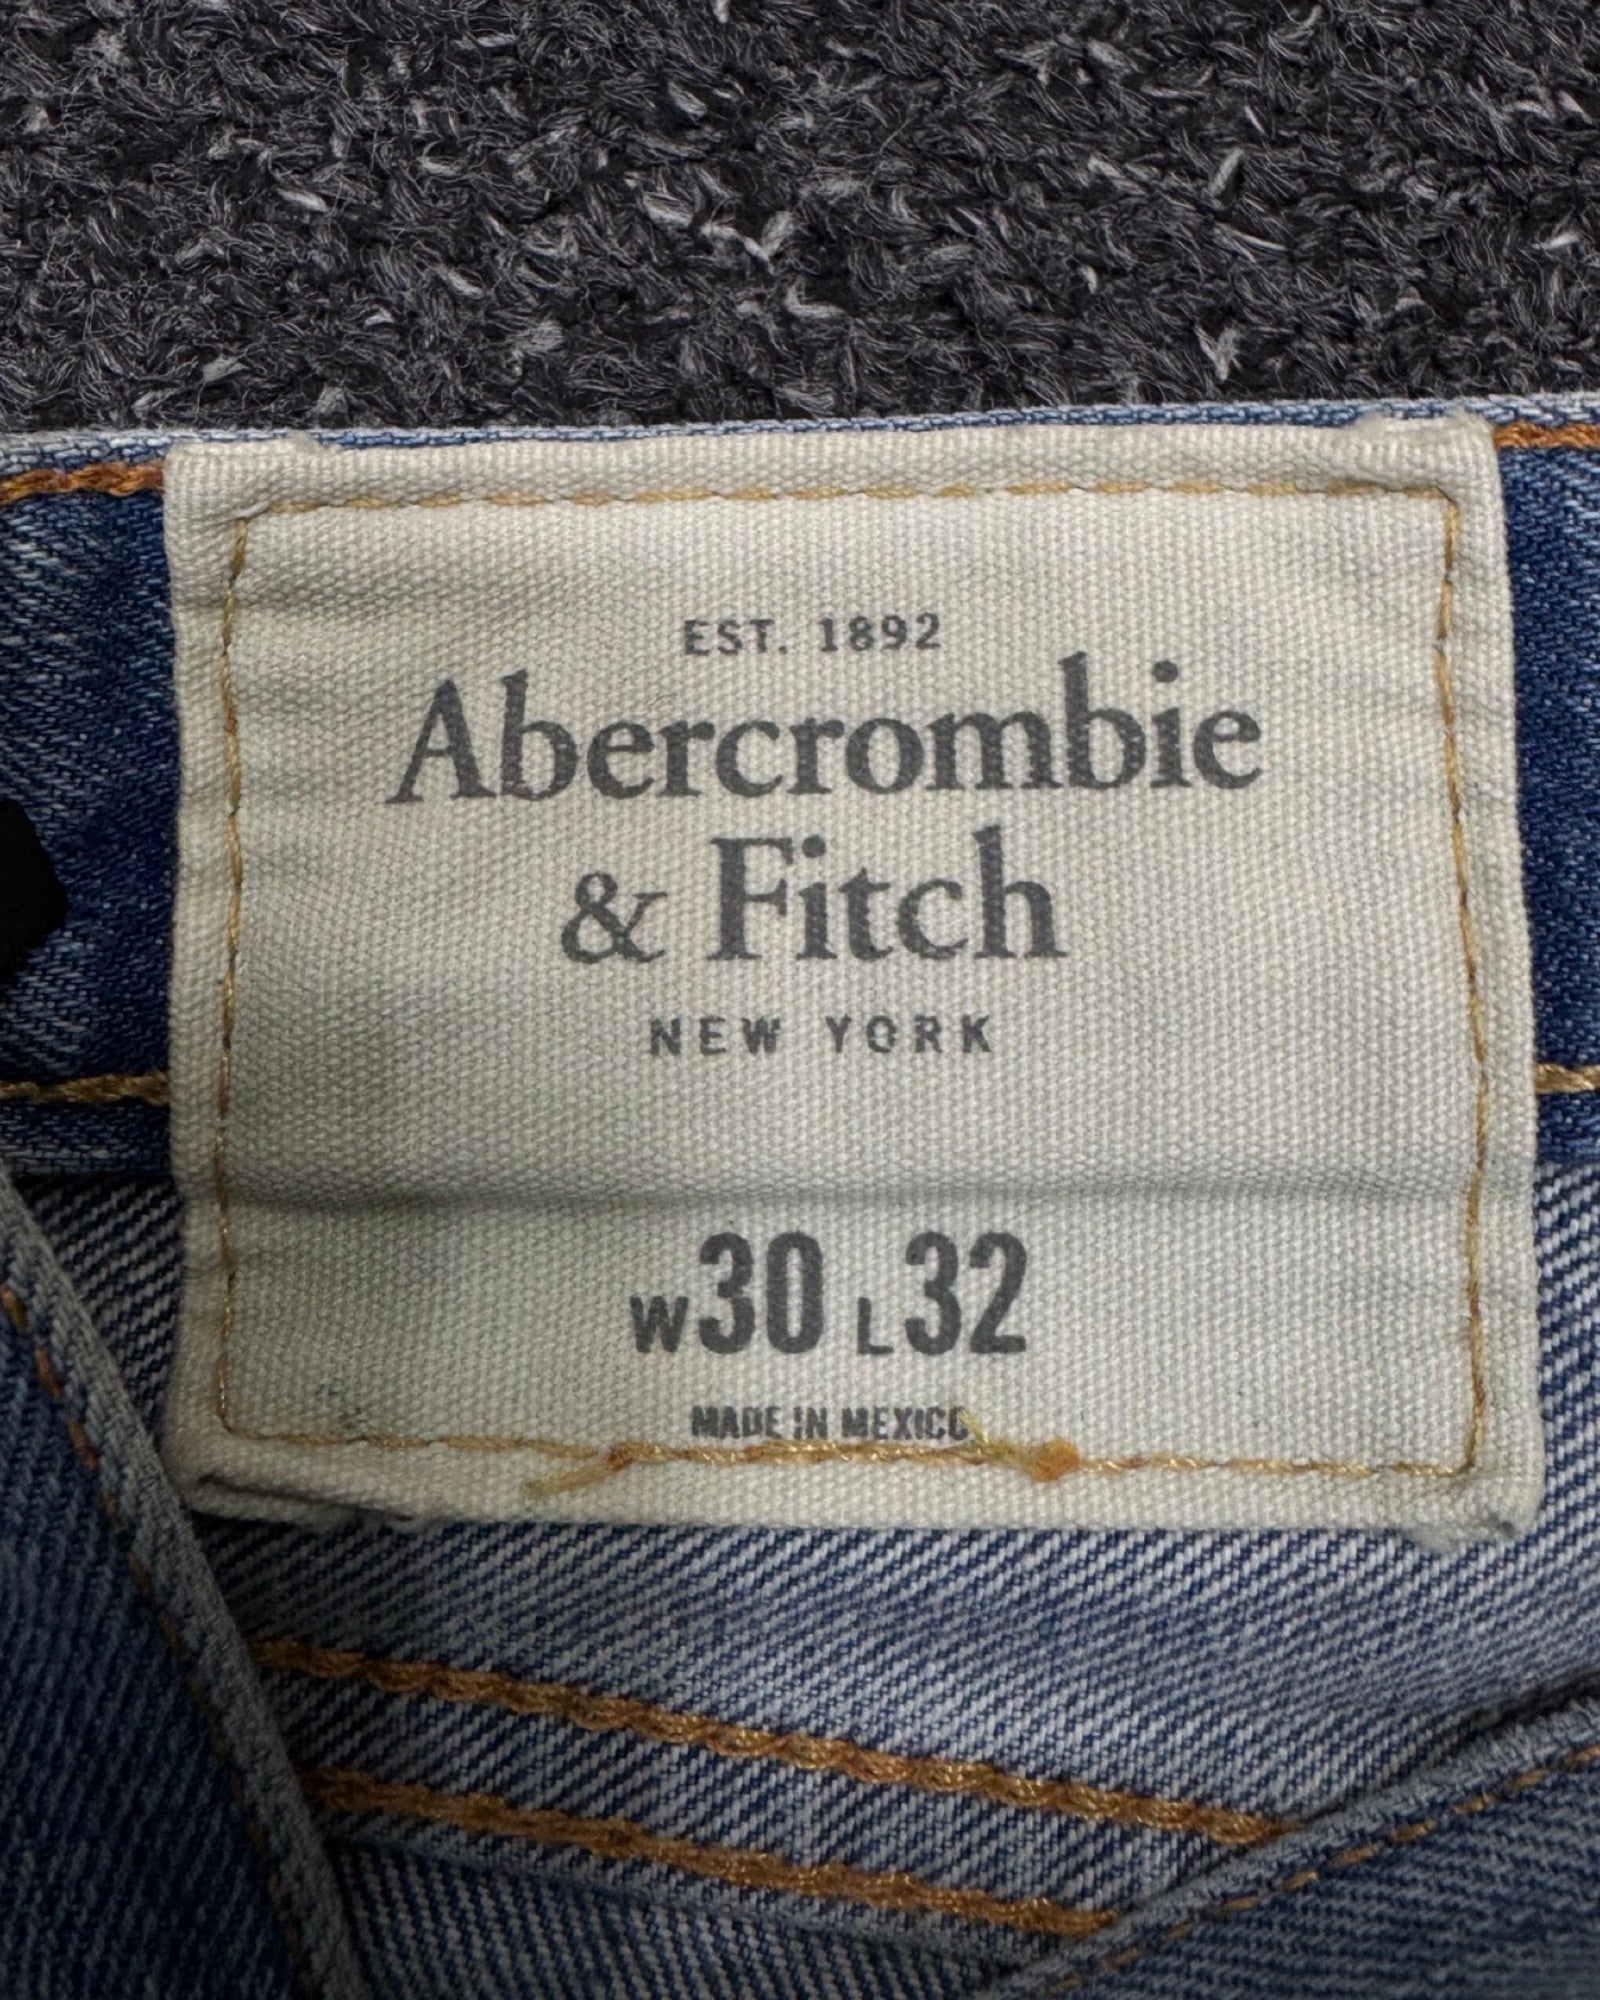 EST. 1892
Abercrombie
& Fitch
NEW YORK
W30 L32
MADE IN MEXICO